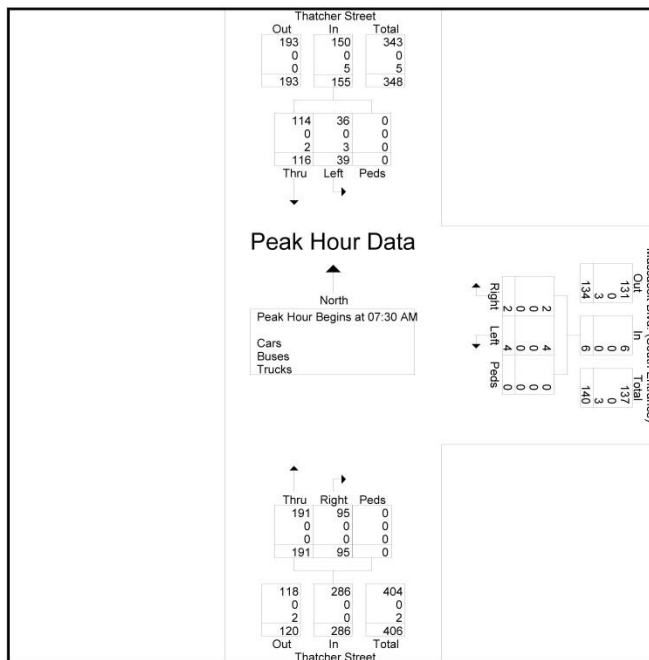 Thatcher Street
Out In Total
193 150 343
0 0 0
0 5 5
193 155 348
114 36 0
0 0 0
2 3 0
116 39 0
Thru Left Peds
Peak Hour Data
North
Peak Hour Begins at 07:30 AM
Cars
Buses
Trucks
Out In Total
131 6 137
0 0 0
3 0 3
134 6 140
2 4 0
0 0 0
0 0 0
2 4 0
Right Left Peds
Thru Right Peds
191 95 0
0 0 0
0 0 0
191 95 0
118 286 404
0 0 0
2 0 2
120 286 406
Out In Total
Thatcher Street